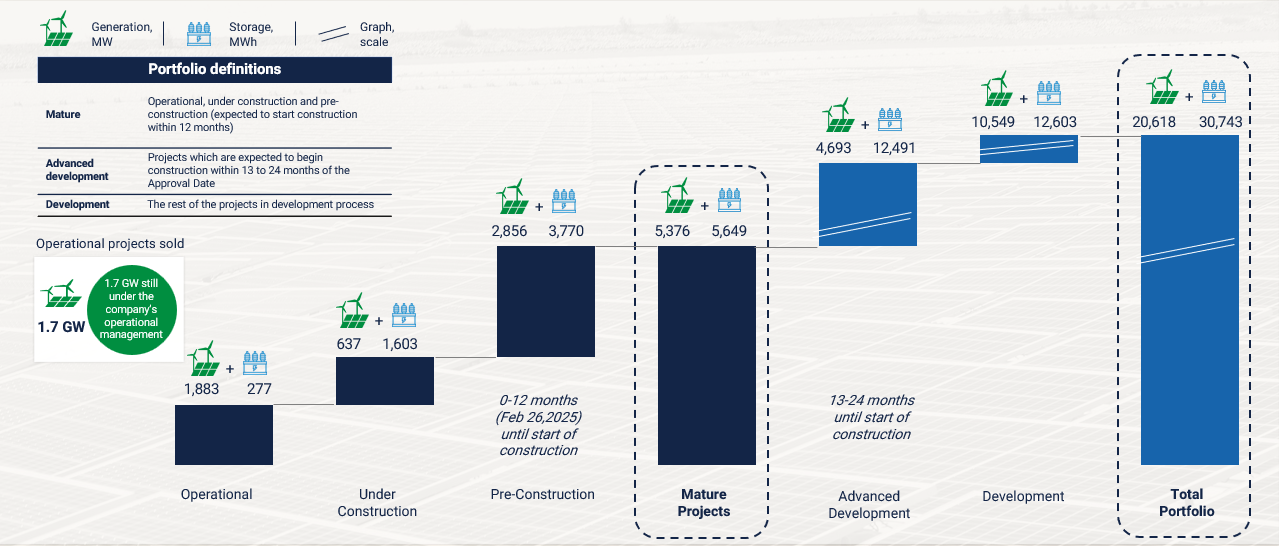 Generation,
MW
Storage,
MWh
Graph,
scale
Portfolio definitions
Mature
Operational, under construction and pre-
construction (expected to start construction
within 12 months)
Advanced
development
Projects which are expected to begin
construction within 13 to 24 months of the
Approval Date
Development
The rest of the projects in development process
Operational projects sold
1.7 GW
1.7 GW still
under the
company's
operational
management
1,883 + 277
637 + 1,603
2,856 + 3,770
5,376 + 5,649
4,693 + 12,491
10,549 + 12,603
20,618 + 30,743
0-12 months
(Feb 26,2025)
until start of
construction
13-24 months
until start of
construction
Operational
Under
Construction
Pre-Construction
Mature
Projects
Advanced
Development
Development
Total
Portfolio